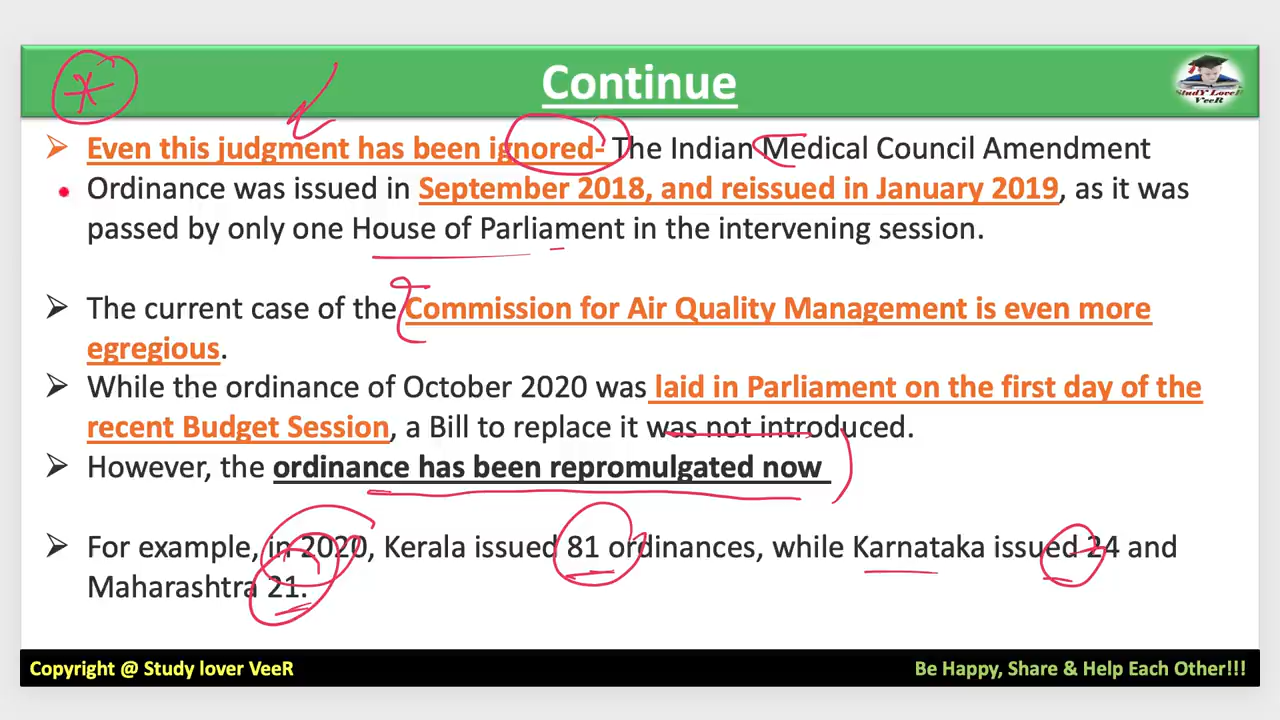 Continue
StudY LoveR
VeeR
➢ Even this judgment has been ignored- The Indian Medical Council Amendment
Ordinance was issued in September 2018, and reissued in January 2019, as it was
passed by only one House of Parliament in the intervening session.
➢ The current case of the Commission for Air Quality Management is even more
egregious.
➢ While the ordinance of October 2020 was laid in Parliament on the first day of the
recent Budget Session, a Bill to replace it was not introduced.
➢ However, the ordinance has been repromulgated now
➢ For example, in 2020, Kerala issued 81 ordinances, while Karnataka issued 24 and
Maharashtra 21.
Copyright @ Study lover VeeR
Be Happy, Share & Help Each Other!!!